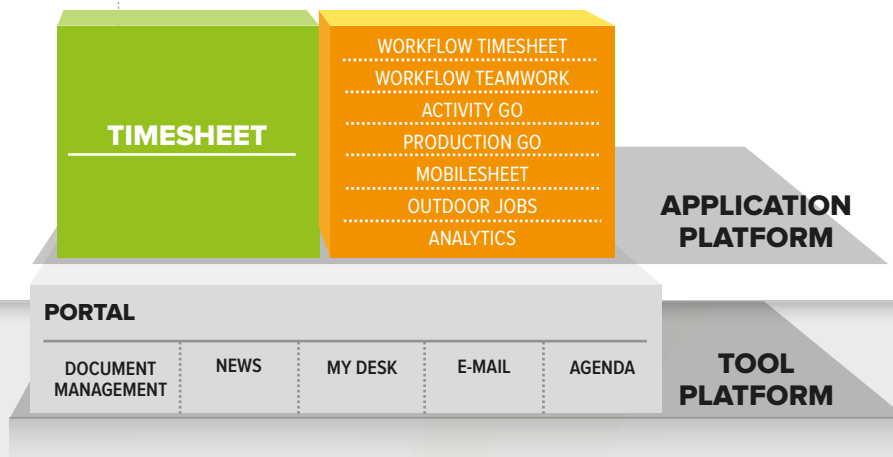 TIMESHEET
WORKFLOW TIMESHEET
WORKFLOW TEAMWORK
ACTIVITY GO
PRODUCTION GO
MOBILESHEET
OUTDOOR JOBS
ANALYTICS
APPLICATION
PLATFORM
PORTAL
DOCUMENT
MANAGEMENT
NEWS
MY DESK
E-MAIL
AGENDA
TOOL
PLATFORM